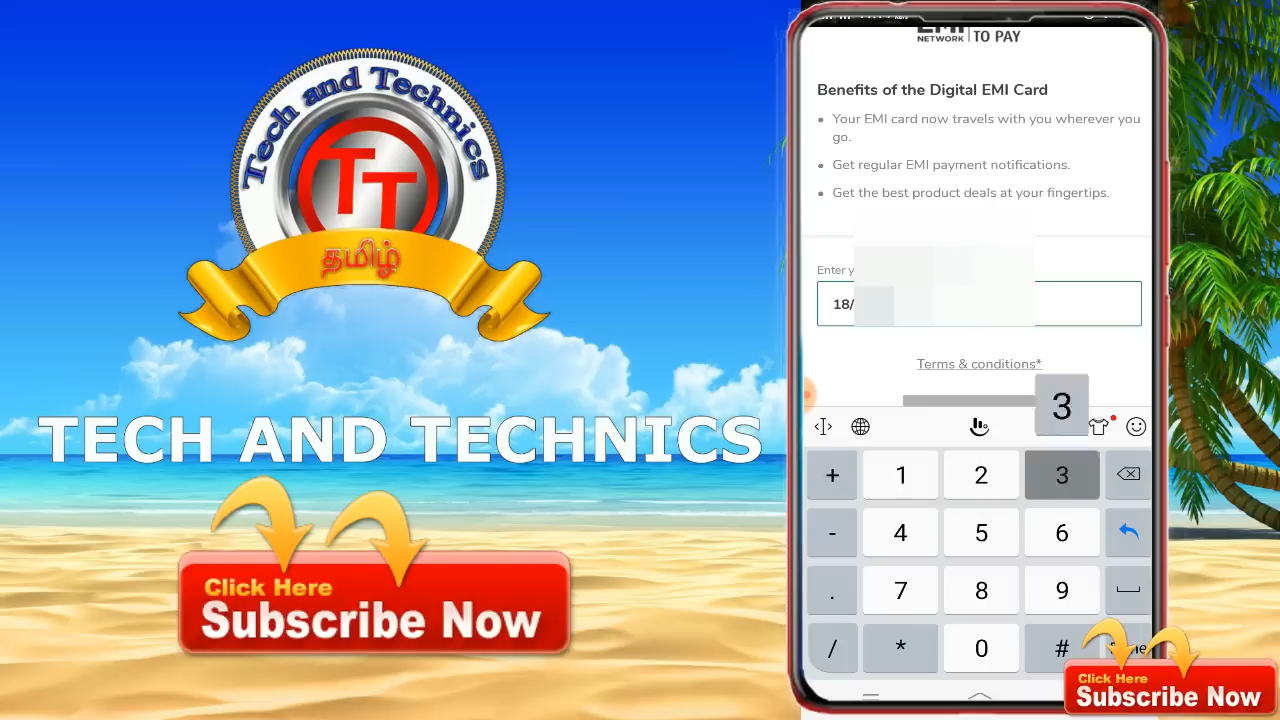 Tech and Technics
TT
தமிழ்
TECH AND TECHNICS
Click Here
Subscribe Now
EMI
NETWORK
TO PAY
Benefits of the Digital EMI Card
• Your EMI card now travels with you wherever you
go.
• Get regular EMI payment notifications.
• Get the best product deals at your fingertips.
Enter y
18/
Terms & conditions*
3
+ 1 2 3
- 4 5 6
. 7 8 9
/ * 0 #
Click Here
Subscribe Now